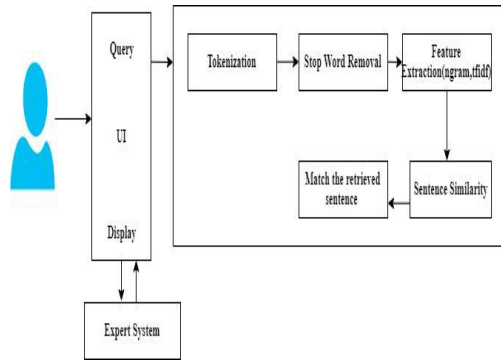 Query
UI
Display
Expert System
Tokenization
Stop Word Removal
Feature
Extraction(ngram,tfidf)
Sentence Similarity
Match the retrieved
sentence